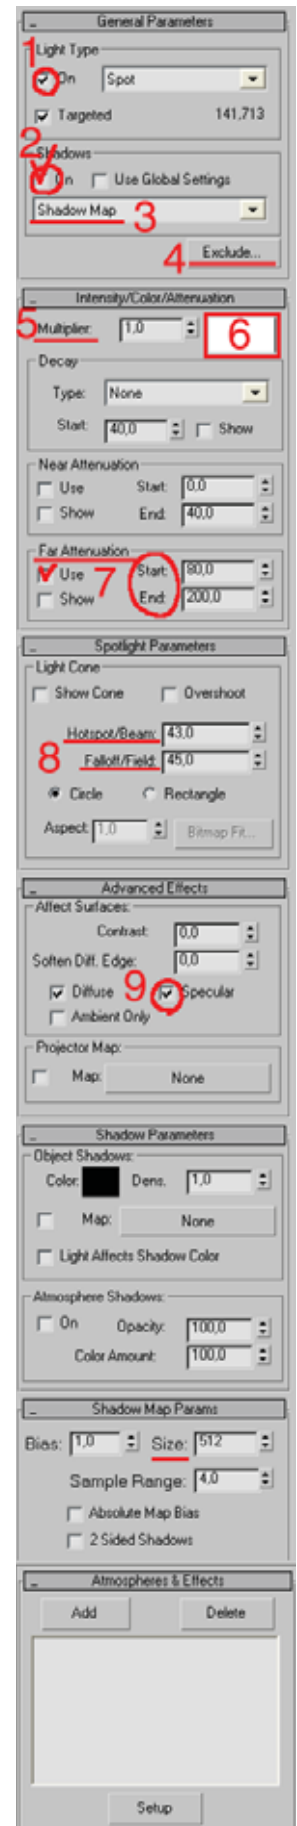 - General Parameters
Light Type
1
On Spot
Targeted 141,713
2
Shadows
On Use Global Settings
Shadow Map 3
4 Exclude...
- Intensity/Color/Attenuation
5 Multiplier: 1,0 6
Decay
Type: None
Start: 40,0 Show
Near Attenuation
Use Start: 0,0
Show End: 40,0
Far Attenuation
Use 7 Start: 80,0
Show End: 200,0
- Spotlight Parameters
Light Cone
Show Cone Overshoot
Hotspot/Beam: 43,0
8 Falloff/Field: 45,0
Circle Rectangle
Aspect: 1,0 Bitmap Fit...
- Advanced Effects
Affect Surfaces:
Contrast: 0,0
Soften Diff. Edge: 0,0
Diffuse 9 Specular
Ambient Only
Projector Map:
Map: None
- Shadow Parameters
Object Shadows:
Color: Dens. 1,0
Map: None
Light Affects Shadow Color
Atmosphere Shadows:
On Opacity: 100,0
Color Amount: 100,0
- Shadow Map Params
Bias: 1,0 Size: 512
Sample Range: 4,0
Absolute Map Bias
2 Sided Shadows
- Atmospheres & Effects
Add Delete
Setup